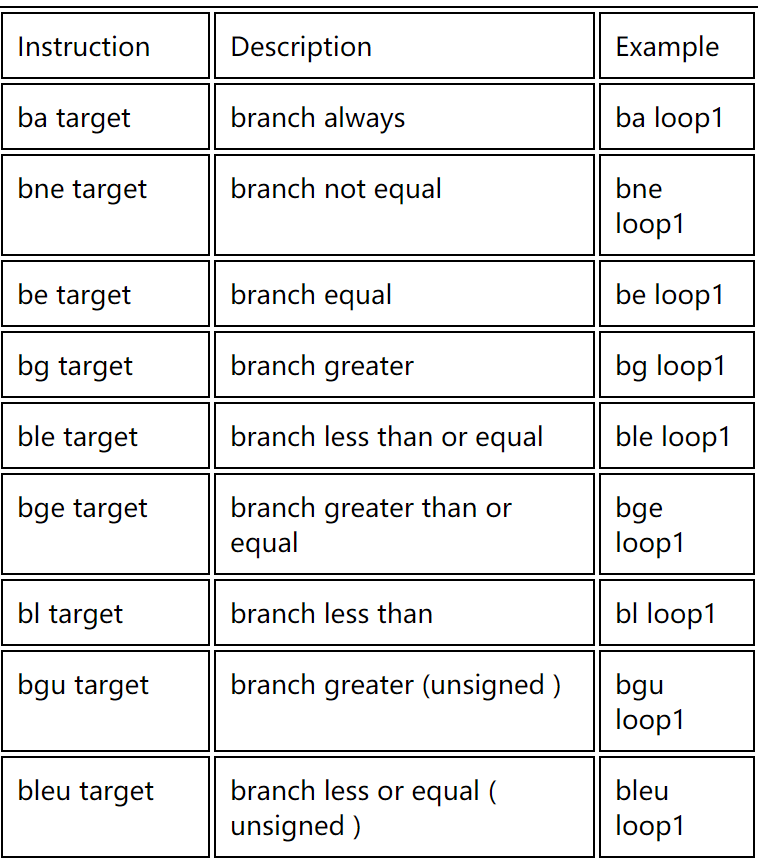 Instruction Description Example
ba target branch always ba loop1
bne target branch not equal bne
loop1
be target branch equal be loop1
bg target branch greater bg loop1
ble target branch less than or equal ble loop1
bge target branch greater than or bge
equal loop1
bl target branch less than bl loop1
bgu target branch greater (unsigned ) bgu
loop1
bleu target branch less or equal ( bleu
unsigned ) loop1